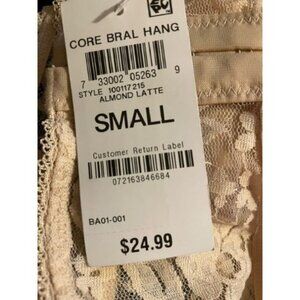 CORE BRAL HANG
7 33002 05263 9
STYLE 100117215
ALMOND LATTE
SMALL
Customer Return Label
072163846684
BA01-001
$24.99